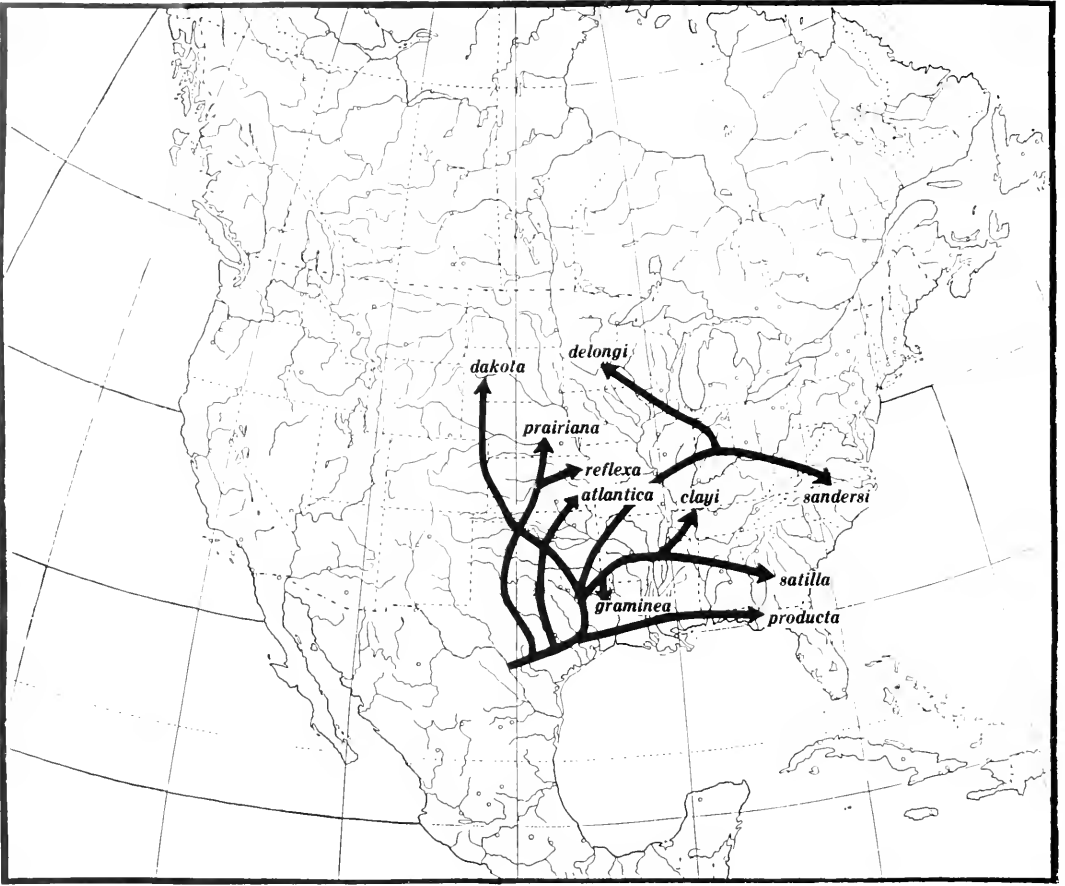 delongi
dakota
prairiana
reflexa
atlantica
clayi
sandersi
satilla
graminea
producta